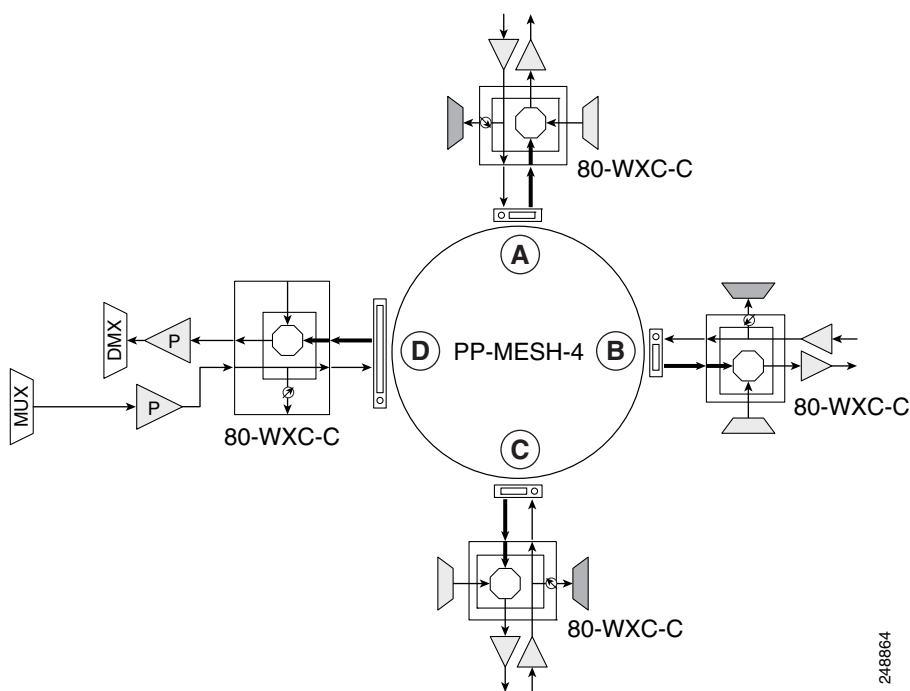 80-WXC-C
A
DMX
P
D
PP-MESH-4
B
MUX
P
80-WXC-C
80-WXC-C
C
80-WXC-C
248864